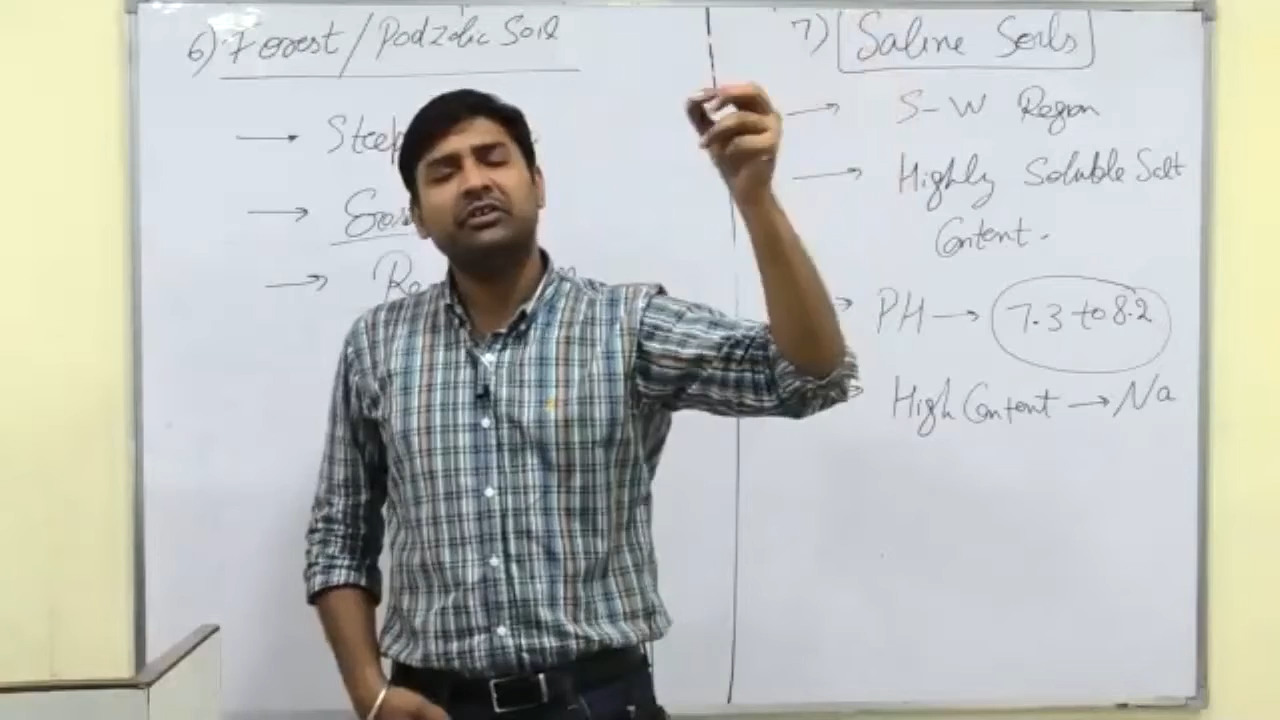 6) Forest / Podzolic Soil
→ Steep
→
→
7) Saline Soils
→ S-W Region
→ Highly Soluble Salt
Content.
→ PH → 7.3 to 8.2
High Content → Na